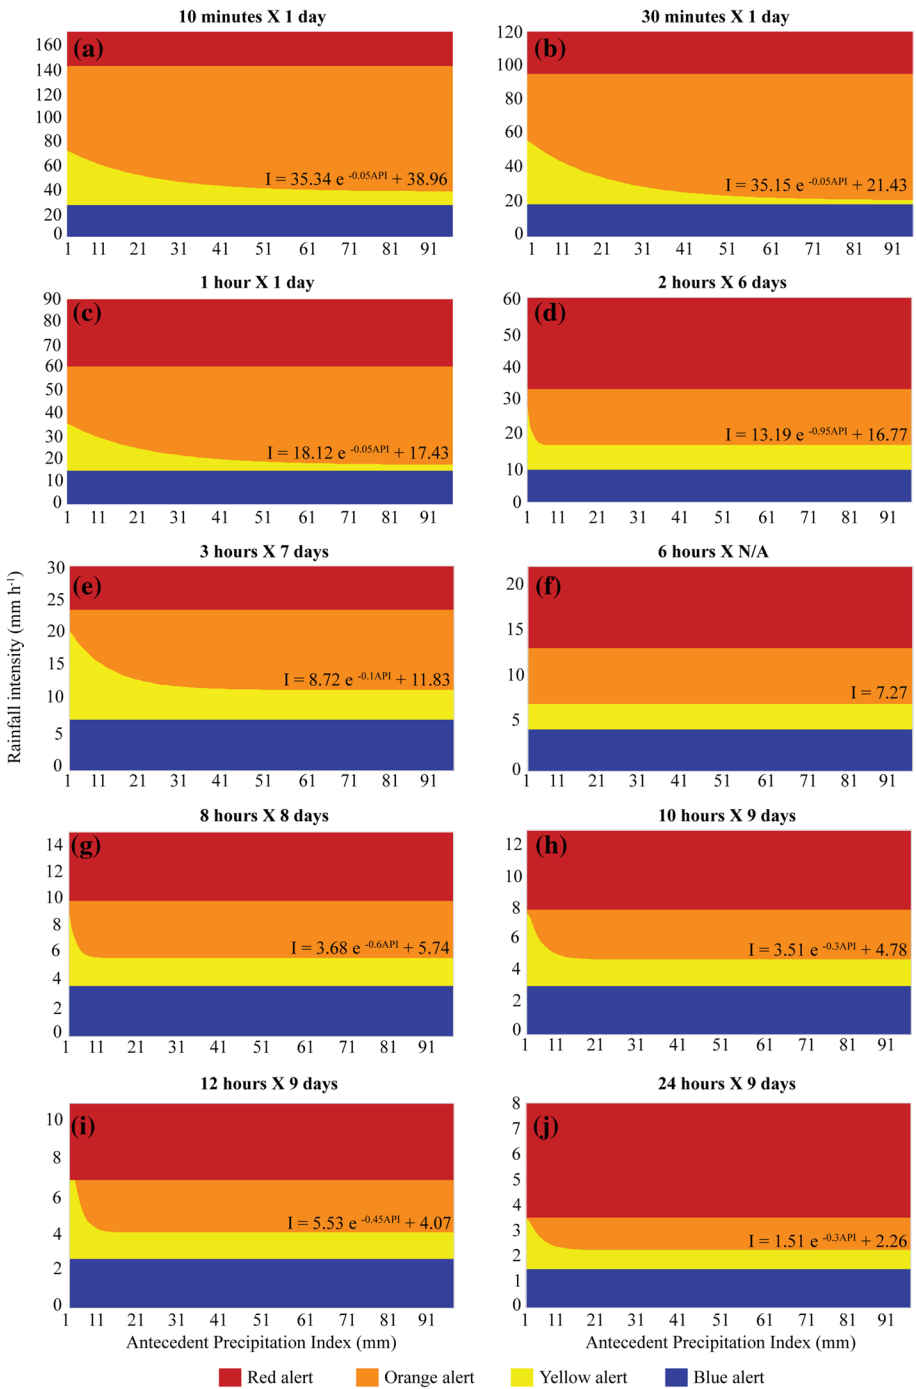 10 minutes X 1 day
(a)
160
140
120
100
80
60
40
20
0
I = 35.34 e -0.05API + 38.96
1 11 21 31 41 51 61 71 81 91
30 minutes X 1 day
(b)
120
100
80
60
40
20
0
I = 35.15 e -0.05API + 21.43
1 11 21 31 41 51 61 71 81 91
1 hour X 1 day
(c)
90
80
70
60
50
40
30
20
10
0
I = 18.12 e -0.05API + 17.43
1 11 21 31 41 51 61 71 81 91
2 hours X 6 days
(d)
60
50
40
30
20
10
0
I = 13.19 e -0.95API + 16.77
1 11 21 31 41 51 61 71 81 91
Rainfall intensity (mm h-1)
3 hours X 7 days
(e)
30
25
20
15
10
5
0
I = 8.72 e -0.1API + 11.83
1 11 21 31 41 51 61 71 81 91
6 hours X N/A
(f)
20
15
10
5
0
I = 7.27
1 11 21 31 41 51 61 71 81 91
8 hours X 8 days
(g)
14
12
10
8
6
4
2
0
I = 3.68 e -0.6API + 5.74
1 11 21 31 41 51 61 71 81 91
10 hours X 9 days
(h)
12
10
8
6
4
2
0
I = 3.51 e -0.3API + 4.78
1 11 21 31 41 51 61 71 81 91
12 hours X 9 days
(i)
10
8
6
4
2
0
I = 5.53 e -0.45API + 4.07
1 11 21 31 41 51 61 71 81 91
Antecedent Precipitation Index (mm)
24 hours X 9 days
(j)
8
7
6
5
4
3
2
1
0
I = 1.51 e -0.3API + 2.26
1 11 21 31 41 51 61 71 81 91
Antecedent Precipitation Index (mm)
Red alert Orange alert Yellow alert Blue alert